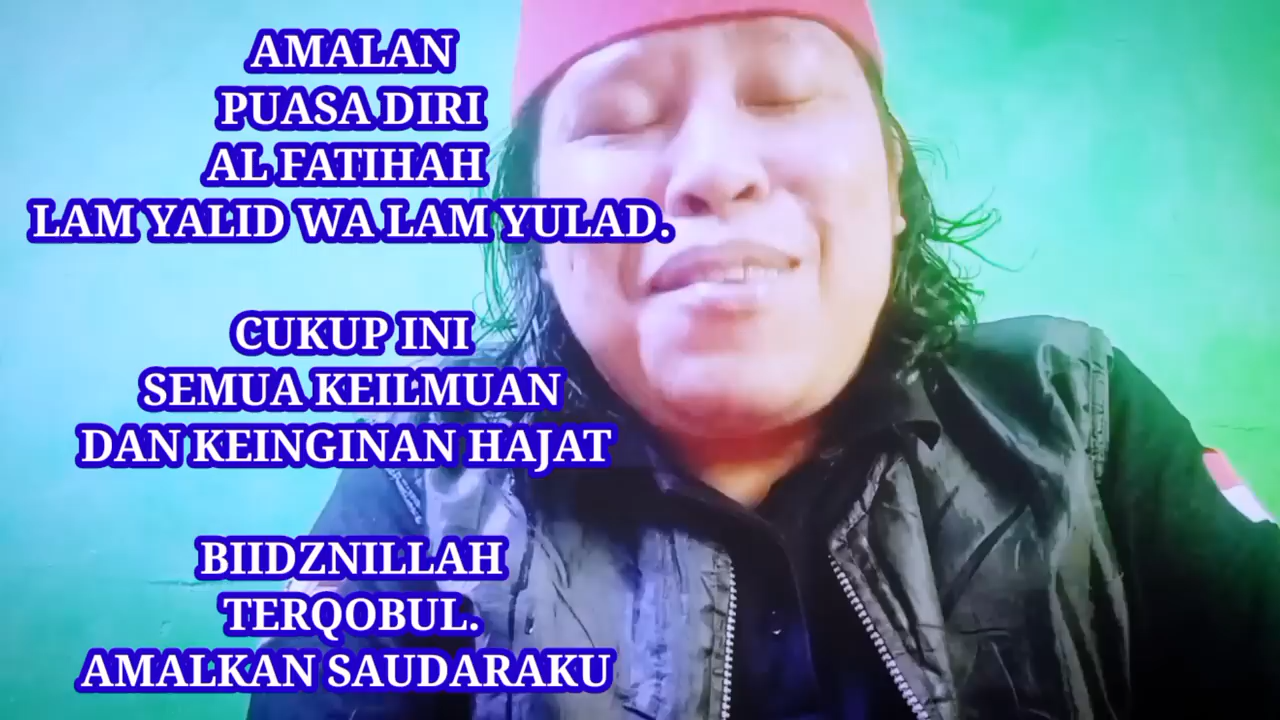 AMALAN
PUASA DIRI
AL FATIHAH
LAM YALID WA LAM YULAD.
CUKUP INI
SEMUA KEILMUAN
DAN KEINGINAN HAJAT
BIIDZNILLAH
TERQOBUL.
AMALKAN SAUDARAKU